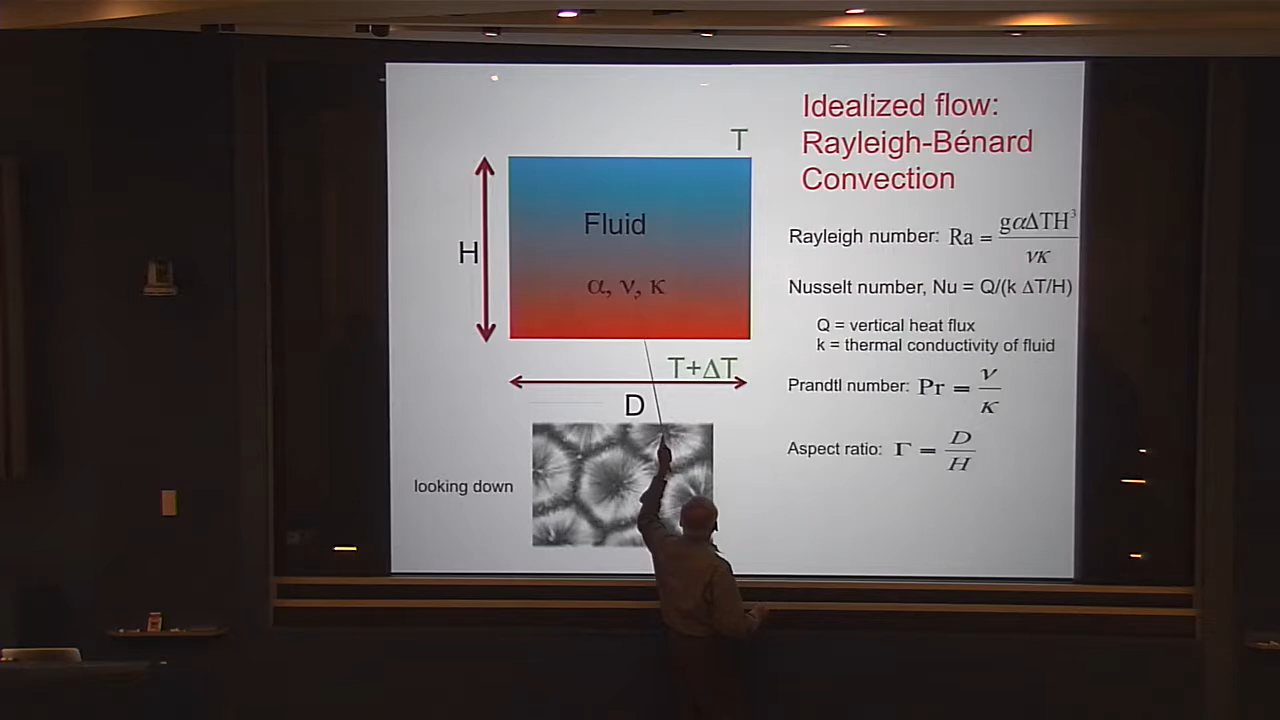 Idealized flow:
Rayleigh-Bénard
Convection
T
Fluid
H
α, ν, κ
T+ΔT
D
looking down
Rayleigh number: Ra = gαΔTH³ / νκ
Nusselt number, Nu = Q/(k ΔT/H)
Q = vertical heat flux
k = thermal conductivity of fluid
Prandtl number: Pr = ν / κ
Aspect ratio: Γ = D / H